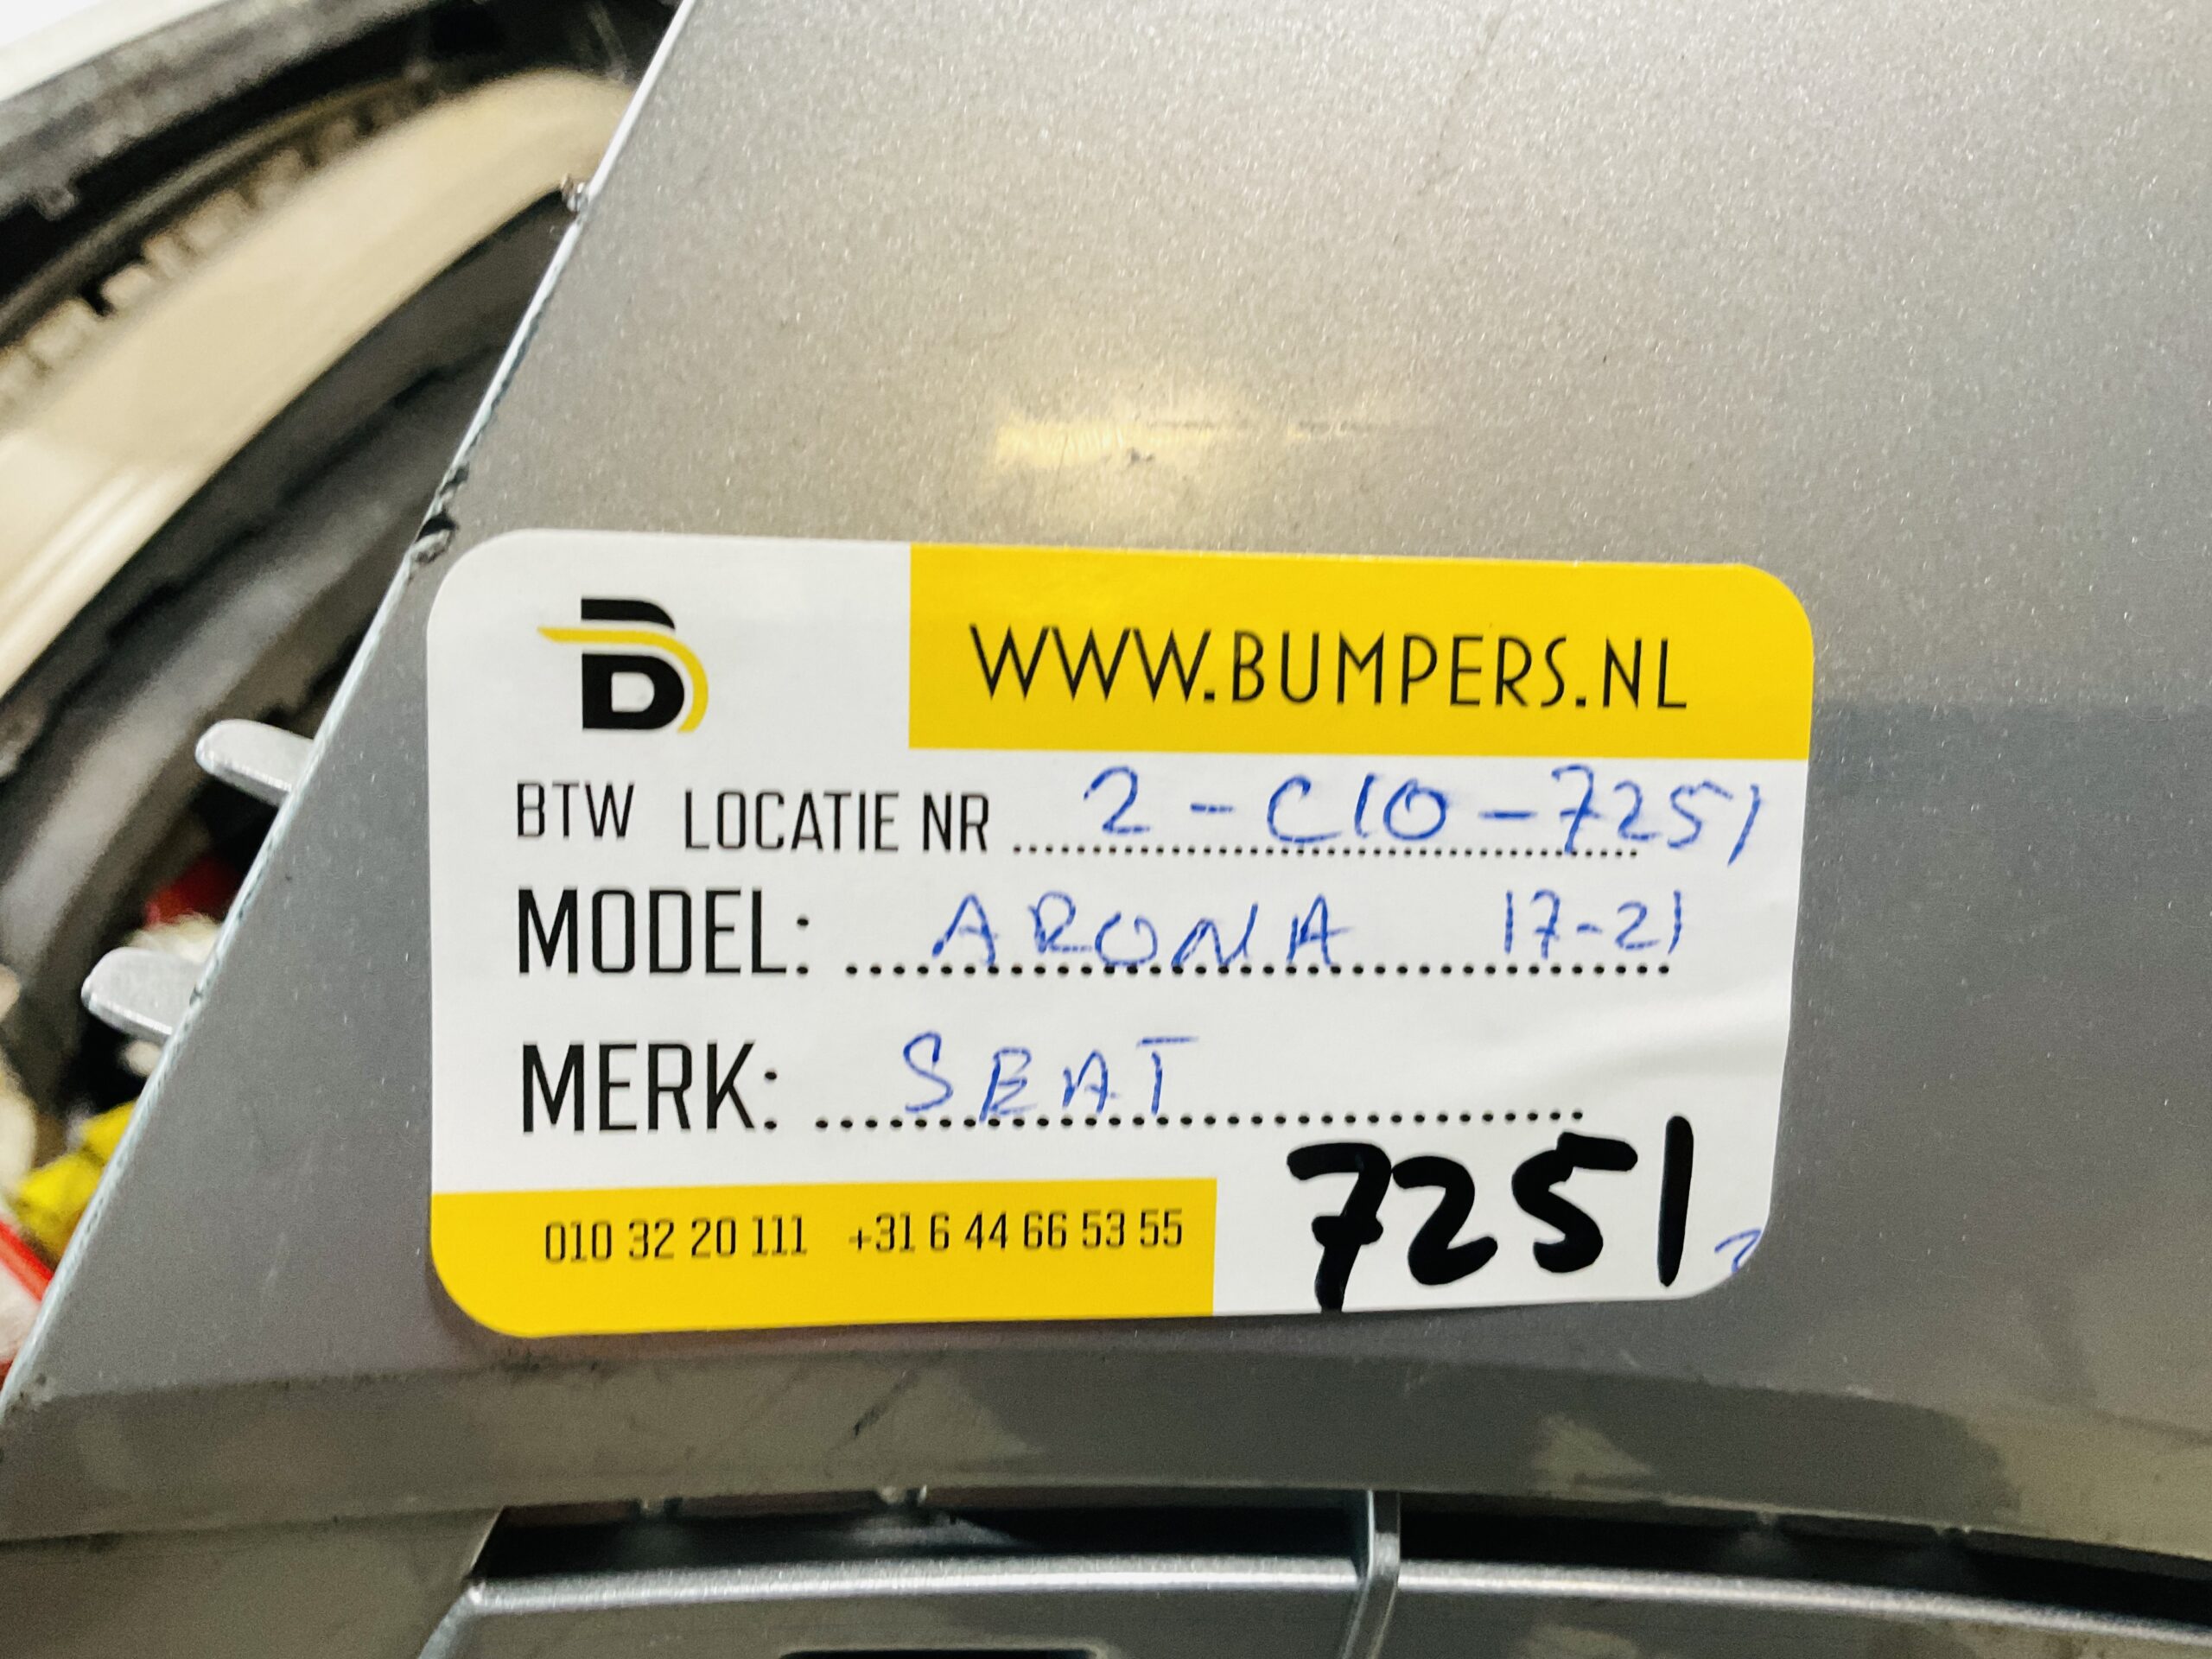 WWW.BUMPERS.NL
BTW LOCATIE NR 2-C10-7251
MODEL: ARONA 17-21
MERK: SEAT
7251
010 32 20 111 +31 6 44 66 53 55